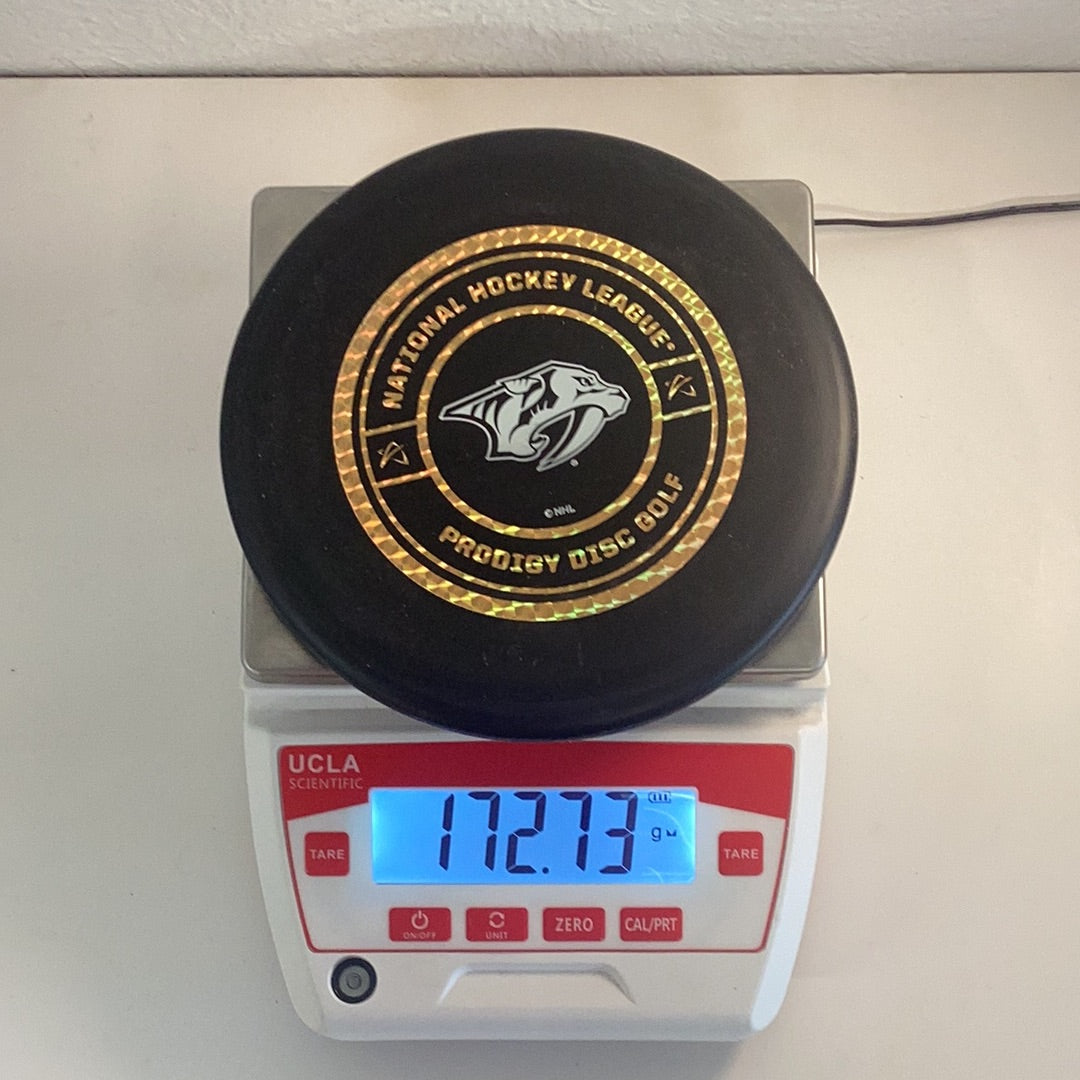 NATIONAL HOCKEY LEAGUE®
©NHL
PRODIGY DISC GOLF
UCLA
SCIENTIFIC
172.73 g
TARE
TARE
ON/OFF
UNIT
ZERO
CAL/PRT